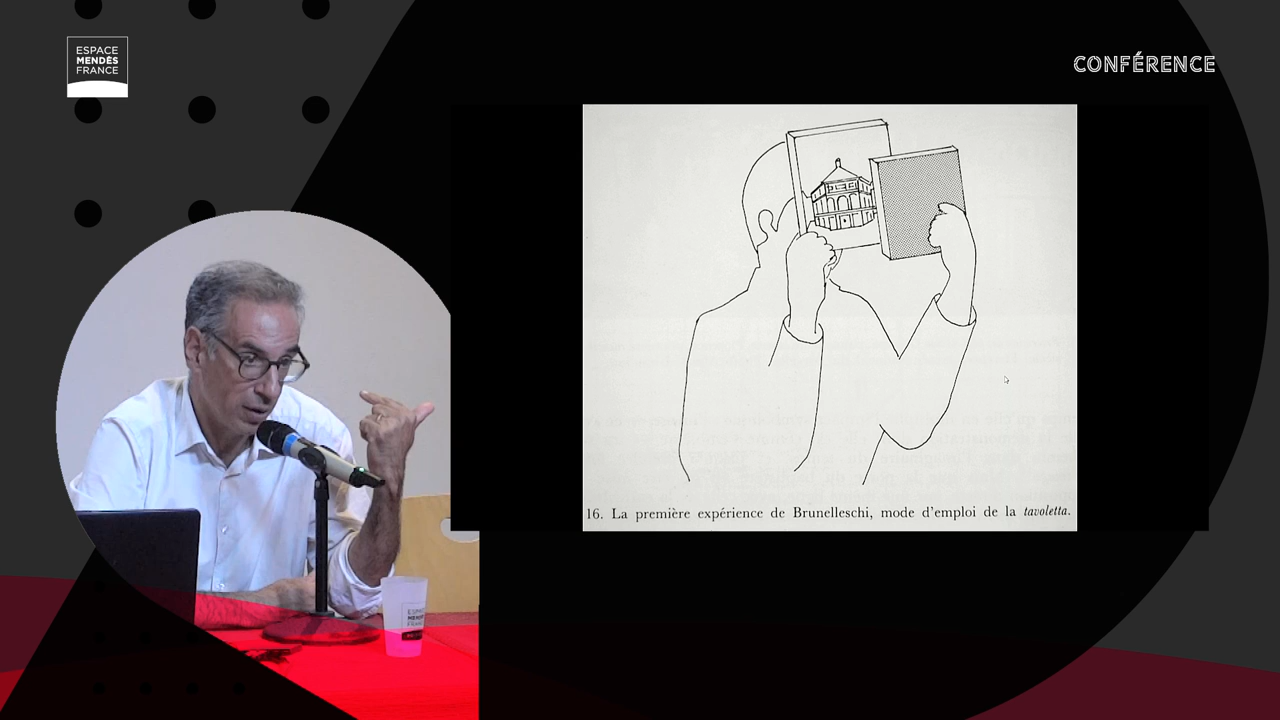 ESPACE
MENDÈS
FRANCE
CONFÉRENCE
16. La première expérience de Brunelleschi, mode d'emploi de la tavoletta.